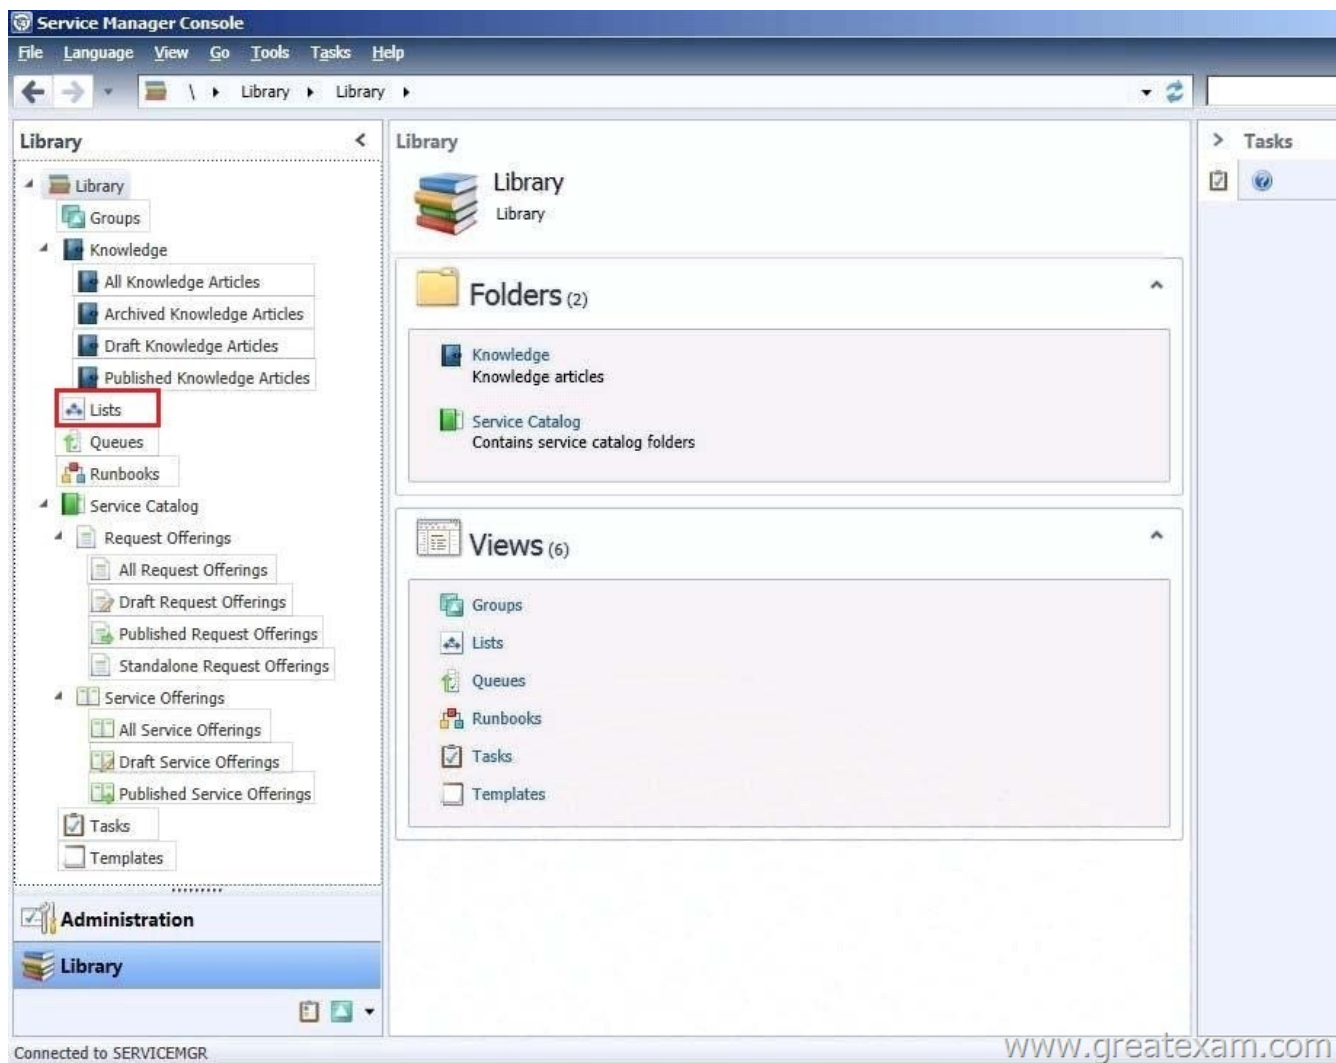 Service Manager Console
File Language View Go Tools Tasks Help
\ Library Library
Library
Library
Groups
Knowledge
All Knowledge Articles
Archived Knowledge Articles
Draft Knowledge Articles
Published Knowledge Articles
Lists
Queues
Runbooks
Service Catalog
Request Offerings
All Request Offerings
Draft Request Offerings
Published Request Offerings
Standalone Request Offerings
Service Offerings
All Service Offerings
Draft Service Offerings
Published Service Offerings
Tasks
Templates
Administration
Library
Library
Library
Library
Folders (2)
Knowledge
Knowledge articles
Service Catalog
Contains service catalog folders
Views (6)
Groups
Lists
Queues
Runbooks
Tasks
Templates
Tasks
Connected to SERVICEMGR
www.greatexam.com